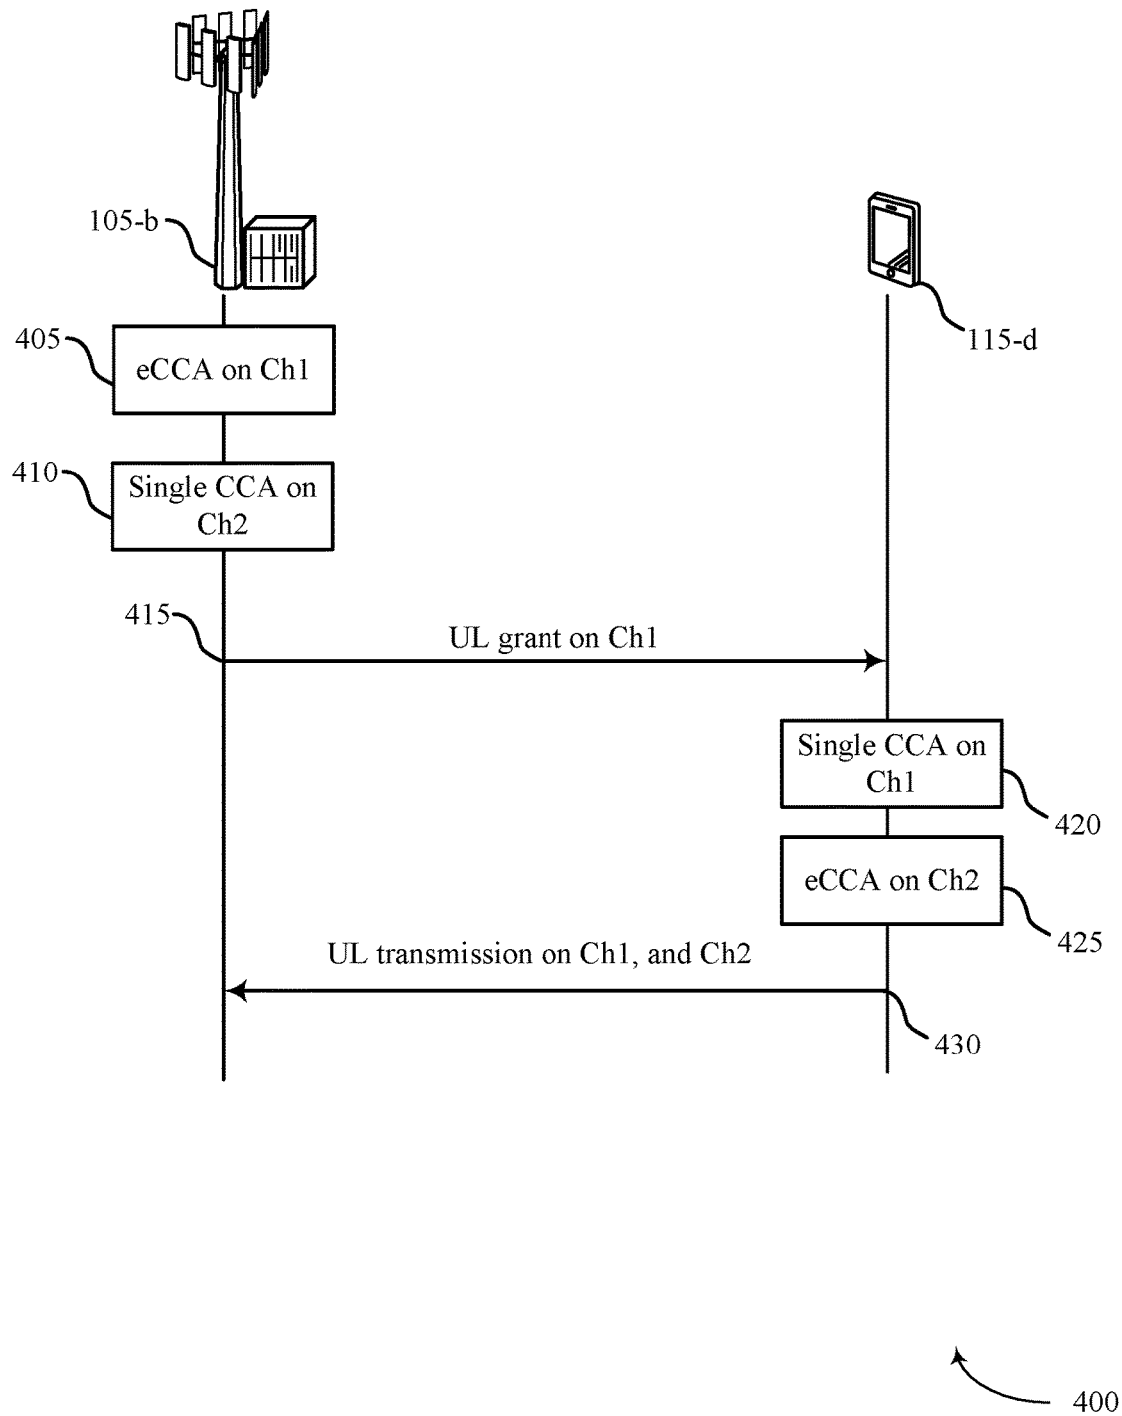 105-b
115-d
405
eCCA on Ch1
410
Single CCA on
Ch2
415
UL grant on Ch1
Single CCA on
Ch1
420
eCCA on Ch2
425
UL transmission on Ch1, and Ch2
430
400